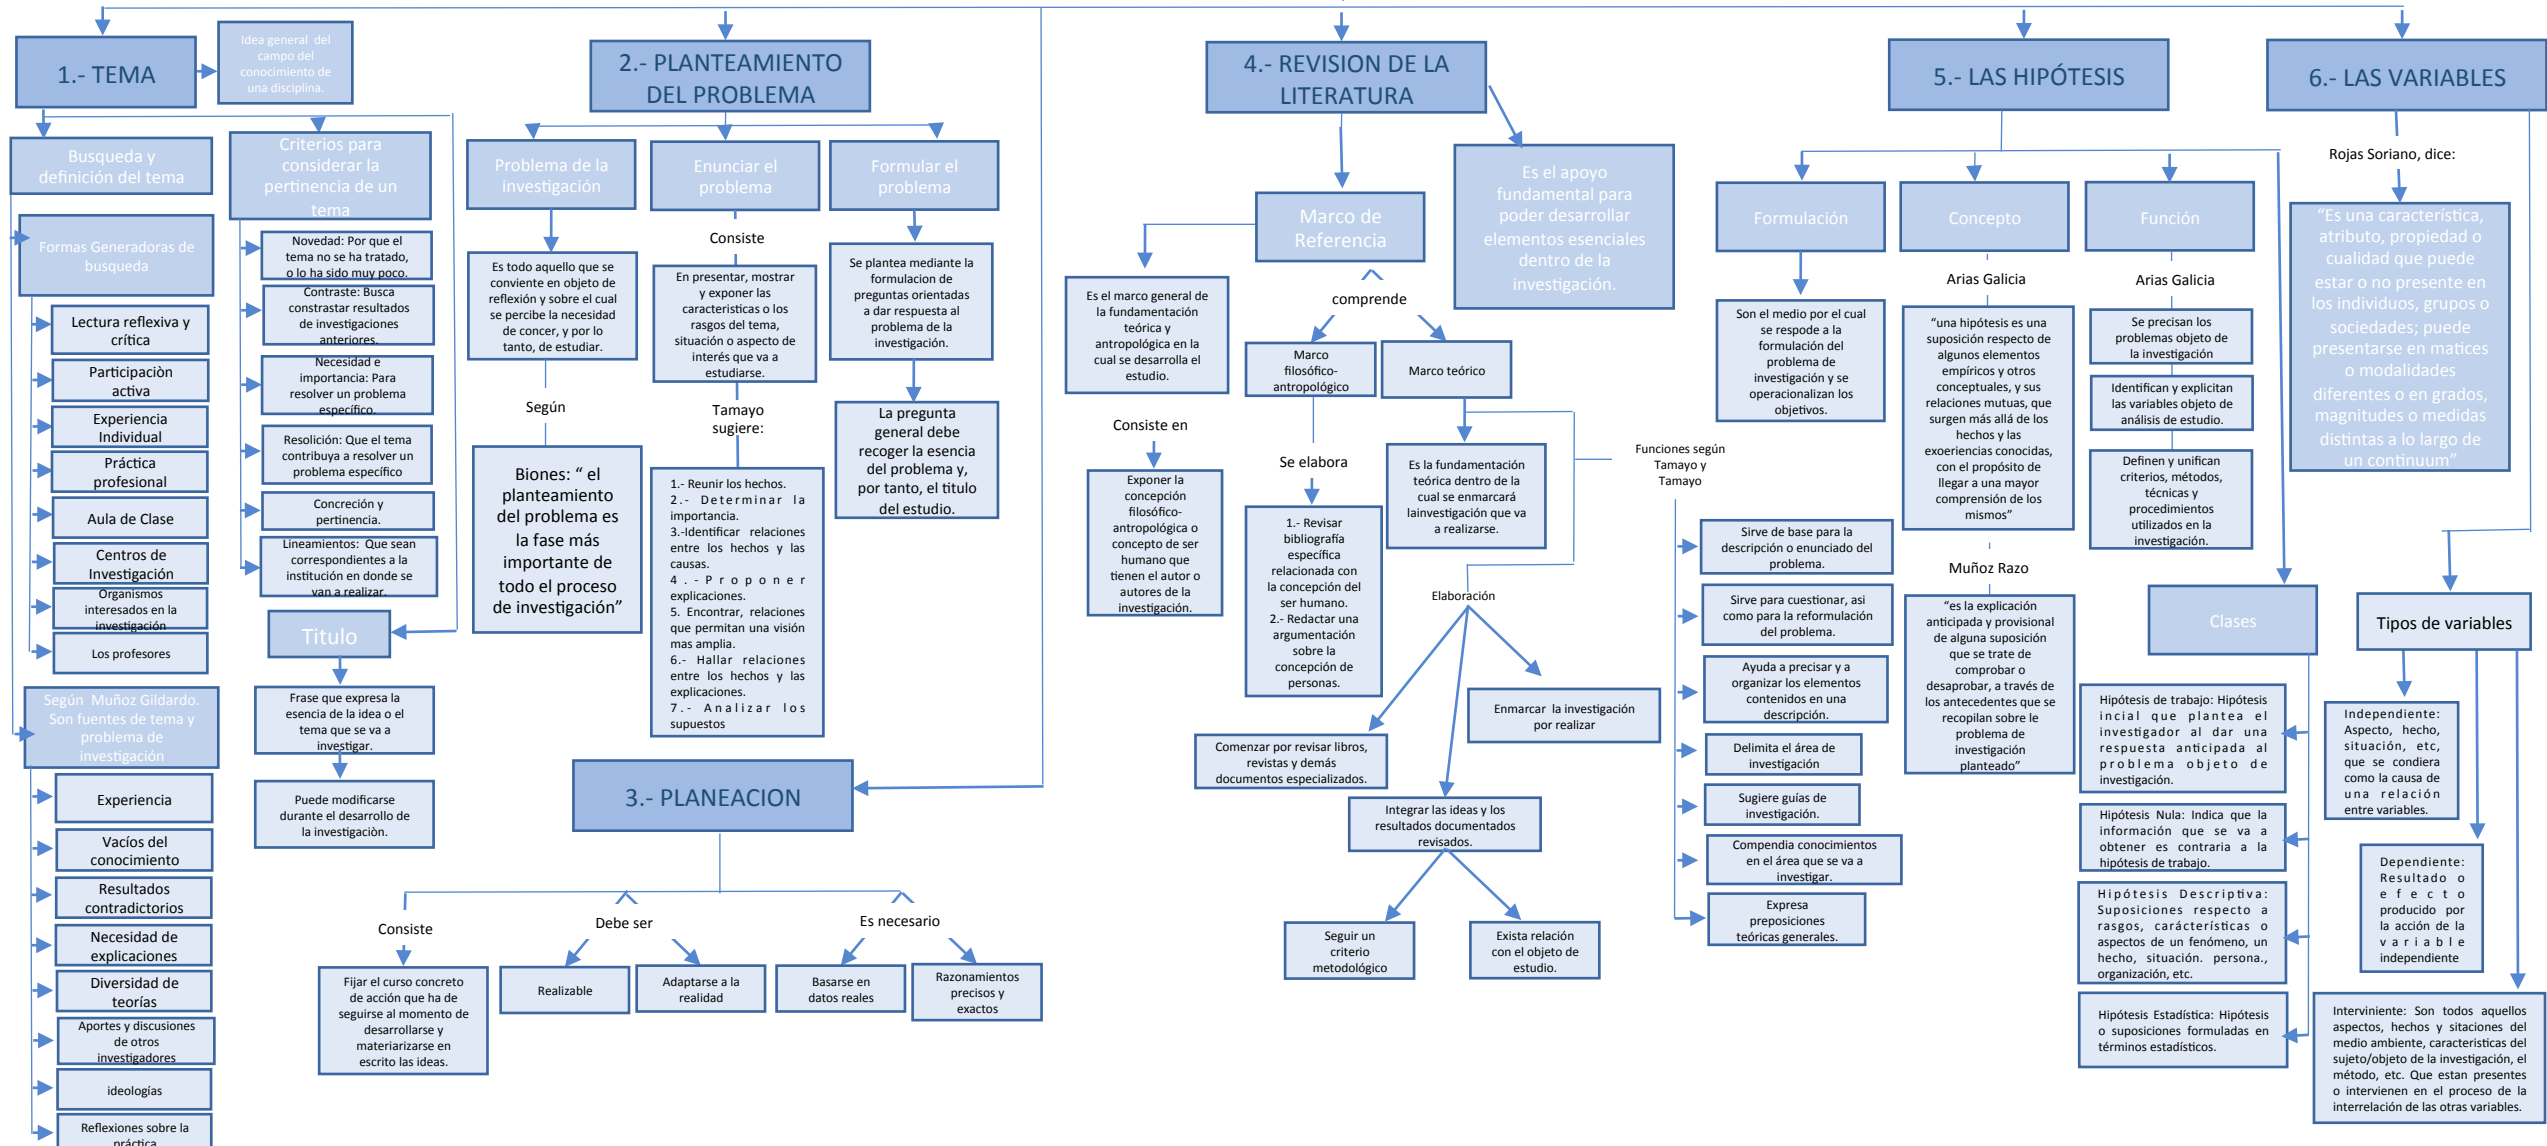 1.- TEMA
Idea general del
campo del
conocimiento de
una disciplina.
Busqueda y
definición del tema
Formas Generadoras de
busqueda
Lectura reflexiva y
crítica
Participaciòn
activa
Experiencia
Individual
Práctica
profesional
Aula de Clase
Centros de
Investigación
Organismos
interesados en la
investigación
Los profesores
Según Muñoz Gildardo.
Son fuentes de tema y
problema de
investigación
Experiencia
Vacíos del
conocimiento
Resultados
contradictorios
Necesidad de
explicaciones
Diversidad de
teorías
Aportes y discusiones
de otros
investigadores
ideologías
Reflexiones sobre la
práctica
Criterios para
considerar la
pertinencia de un
tema
Novedad: Por que el
tema no se ha tratado,
o lo ha sido muy poco.
Contraste: Busca
constrastar resultados
de investigaciones
anteriores.
Necesidad e
importancia: Para
resolver un problema
específico.
Resolición: Que el tema
contribuya a resolver un
problema específico
Concreción y
pertinencia.
Lineamientos: Que sean
correspondientes a la
institución en donde se
van a realizar.
Titulo
Frase que expresa la
esencia de la idea o el
tema que se va a
investigar.
Puede modificarse
durante el desarrollo de
la investigaciòn.
2.- PLANTEAMIENTO
DEL PROBLEMA
Problema de la
investigación
Es todo aquello que se
conviente en objeto de
reflexión y sobre el cual
se percibe la necesidad
de concer, y por lo
tanto, de estudiar.
Según
Biones: “ el
planteamiento
del problema es
la fase más
importante de
todo el proceso
de investigación”
Enunciar el
problema
Consiste
En presentar, mostrar
y exponer las
caracteristicas o los
rasgos del tema,
situación o aspecto de
interés que va a
estudiarse.
Tamayo
sugiere:
1.- Reunir los hechos.
2.- Determinar la
importancia.
3.-Identificar relaciones
entre los hechos y las
causas.
4 . - P r o p o n e r
explicaciones.
5. Encontrar, relaciones
que permitan una visión
mas amplia.
6.- Hallar relaciones
entre los hechos y las
explicaciones.
7.- Analizar los
supuestos
Formular el
problema
Se plantea mediante la
formulacion de
preguntas orientadas
a dar respuesta al
problema de la
investigación.
La pregunta
general debe
recoger la esencia
del problema y,
por tanto, el titulo
del estudio.
3.- PLANEACION
Consiste
Fijar el curso concreto
de acción que ha de
seguirse al momento de
desarrollarse y
materiarizarse en
escrito las ideas.
Debe ser
Realizable
Adaptarse a la
realidad
Es necesario
Basarse en
datos reales
Razonamientos
precisos y
exactos
4.- REVISION DE LA
LITERATURA
Es el apoyo
fundamental para
poder desarrollar
elementos esenciales
dentro de la
investigación.
Marco de
Referencia
Es el marco general de
la fundamentación
teórica y
antropológica en la
cual se desarrolla el
estudio.
comprende
Marco
filosófico-
antropológico
Marco teórico
Consiste en
Exponer la
concepción
filosófico-
antropológica o
concepto de ser
humano que
tienen el autor o
autores de la
investigación.
Se elabora
1.- Revisar
bibliografía
específica
relacionada con
la concepción del
ser humano.
2.- Redactar una
argumentación
sobre la
concepción de
personas.
Es la fundamentación
teórica dentro de la
cual se enmarcará
lainvestigación que va
a realizarse.
Elaboración
Comenzar por revisar libros,
revistas y demás
documentos especializados.
Enmarcar la investigación
por realizar
Integrar las ideas y los
resultados documentados
revisados.
Seguir un
criterio
metodológico
Exista relación
con el objeto de
estudio.
Funciones según
Tamayo y
Tamayo
Sirve de base para la
descripción o enunciado del
problema.
Sirve para cuestionar, asi
como para la reformulación
del problema.
Ayuda a precisar y a
organizar los elementos
contenidos en una
descripción.
Delimita el área de
investigación
Sugiere guías de
investigación.
Compendia conocimientos
en el área que se va a
investigar.
Expresa
preposiciones
teóricas generales.
5.- LAS HIPÓTESIS
Formulación
Son el medio por el cual
se respode a la
formulación del
problema de
investigación y se
operacionalizan los
objetivos.
Concepto
Arias Galicia
“una hipótesis es una
suposición respecto de
algunos elementos
empíricos y otros
conceptuales, y sus
relaciones mutuas, que
surgen más allá de los
hechos y las
exoeriencias conocidas,
con el propósito de
llegar a una mayor
comprensión de los
mismos”
Muñoz Razo
“es la explicación
anticipada y provisional
de alguna suposición
que se trate de
comprobar o
desaprobar, a través de
los antecedentes que se
recopilan sobre le
problema de
investigación
planteado”
Función
Arias Galicia
Se precisan los
problemas objeto de
la investigación
Identifican y explicitan
las variables objeto de
análisis de estudio.
Definen y unifican
criterios, métodos,
técnicas y
procedimientos
utilizados en la
investigación.
Clases
Hipótesis de trabajo: Hipótesis
incial que plantea el
investigador al dar una
respuesta anticipada al
problema objeto de
investigación.
Hipótesis Nula: Indica que la
información que se va a
obtener es contraria a la
hipótesis de trabajo.
Hipótesis Descriptiva:
Suposiciones respecto a
rasgos, carácterísticas o
aspectos de un fenómeno, un
hecho, situación. persona.,
organización, etc.
Hipótesis Estadística: Hipótesis
o suposiciones formuladas en
términos estadísticos.
6.- LAS VARIABLES
Rojas Soriano, dice:
“Es una característica,
atributo, propiedad o
cualidad que puede
estar o no presente en
los individuos, grupos o
sociedades; puede
presentarse en matices
o modalidades
diferentes o en grados,
magnitudes o medidas
distintas a lo largo de
un continuum”
Tipos de variables
Independiente:
Aspecto, hecho,
situación, etc,
que se condiera
como la causa de
una relación
entre variables.
Dependiente:
Resultado o
e f e c t o
producido por
la acción de la
v a r i a b l e
independiente
Interviniente: Son todos aquellos
aspectos, hechos y sitaciones del
medio ambiente, caracteristicas del
sujeto/objeto de la investigación, el
método, etc. Que estan presentes
o intervienen en el proceso de la
interrelación de las otras variables.